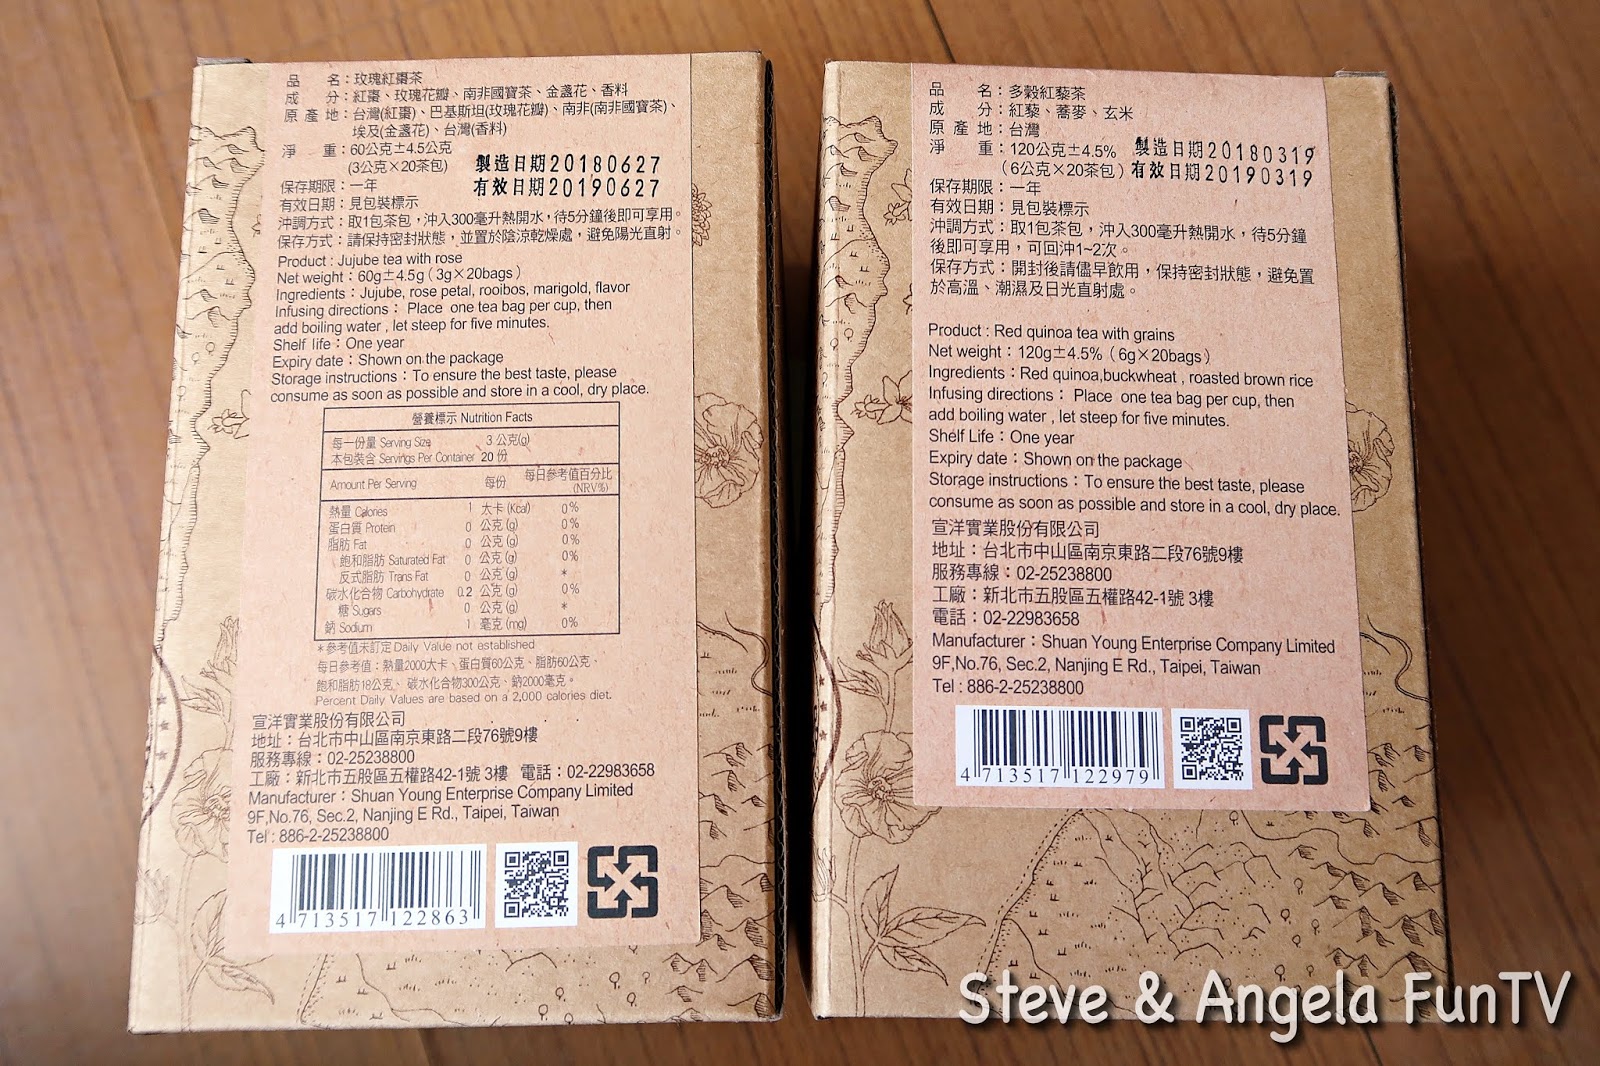 品　　名：玫瑰紅棗茶
成　　分：紅棗、玫瑰花瓣、南非國寶茶、金盞花、香料
原 產 地：台灣(紅棗)、巴基斯坦(玫瑰花瓣)、南非(南非國寶茶)、
埃及(金盞花)、台灣(香料)
淨　　重：60公克±4.5公克
(3公克×20茶包)
製造日期20180627
有效日期20190627
保存期限：一年
有效日期：見包裝標示
沖調方式：取1包茶包，沖入300毫升熱開水，待5分鐘後即可享用。
保存方式：請保持密封狀態，並置於陰涼乾燥處，避免陽光直射。
Product : Jujube tea with rose
Net weight：60g±4.5g（3g×20bags）
Ingredients：Jujube, rose petal, rooibos, marigold, flavor
Infusing directions： Place one tea bag per cup, then
add boiling water , let steep for five minutes.
Shelf life：One year
Expiry date：Shown on the package
Storage instructions：To ensure the best taste, please
consume as soon as possible and store in a cool, dry place.
營養標示 Nutrition Facts
每一份量 Serving Size 3 公克(g)
本包裝含 Servings Per Container 20 份
Amount Per Serving 每份 每日參考值百分比
(NRV%)
熱量 Calories 1 大卡 (Kcal) 0%
蛋白質 Protein 0 公克 (g) 0%
脂肪 Fat 0 公克 (g) 0%
飽和脂肪 Saturated Fat 0 公克 (g) 0%
反式脂肪 Trans Fat 0 公克 (g) *
碳水化合物 Carbohydrate 0.2 公克 (g) 0%
糖 Sugars 0 公克 (g) *
鈉 Sodium 1 毫克 (mg) 0%
*參考值未訂定 Daily Value not established
每日參考值：熱量2000大卡、蛋白質60公克、脂肪60公克、
飽和脂肪18公克、碳水化合物300公克、鈉2000毫克。
Percent Daily Values are based on a 2,000 calories diet.
宣洋實業股份有限公司
地址：台北市中山區南京東路二段76號9樓
服務專線：02-25238800
工廠：新北市五股區五權路42-1號 3樓 電話：02-22983658
Manufacturer：Shuan Young Enterprise Company Limited
9F,No.76, Sec.2, Nanjing E Rd., Taipei, Taiwan
Tel : 886-2-25238800
4 713517 122863
品　　名：多穀紅藜茶
成　　分：紅藜、蕎麥、玄米
原 產 地：台灣
淨　　重：120公克±4.5%
（6公克×20茶包）
製造日期20180319
有效日期20190319
保存期限：一年
有效日期：見包裝標示
沖調方式：取1包茶包，沖入300毫升熱開水，待5分鐘
後即可享用，可回沖1~2次。
保存方式：開封後請儘早飲用，保持密封狀態，避免置
於高溫、潮濕及日光直射處。
Product : Red quinoa tea with grains
Net weight：120g±4.5%（6g×20bags）
Ingredients：Red quinoa,buckwheat , roasted brown rice
Infusing directions： Place one tea bag per cup, then
add boiling water , let steep for five minutes.
Shelf Life：One year
Expiry date：Shown on the package
Storage instructions：To ensure the best taste, please
consume as soon as possible and store in a cool, dry place.
宣洋實業股份有限公司
地址：台北市中山區南京東路二段76號9樓
服務專線：02-25238800
工廠：新北市五股區五權路42-1號 3樓
電話：02-22983658
Manufacturer：Shuan Young Enterprise Company Limited
9F,No.76, Sec.2, Nanjing E Rd., Taipei, Taiwan
Tel : 886-2-25238800
4 713517 122979
Steve & Angela FunTV